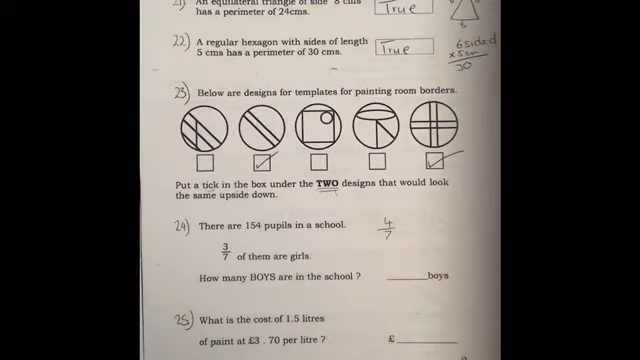 21) An equilateral triangle of side 8 cms
has a perimeter of 24cms.
True
22) A regular hexagon with sides of length
5 cms has a perimeter of 30 cms.
True
6 sided
x 5cm
30
23) Below are designs for templates for painting room borders.
Put a tick in the box under the TWO designs that would look
the same upside down.
24) There are 154 pupils in a school.
4
7
3
7 of them are girls.
How many BOYS are in the school ? ______ boys
25) What is the cost of 1.5 litres
of paint at £3 . 70 per litre ? £ ______